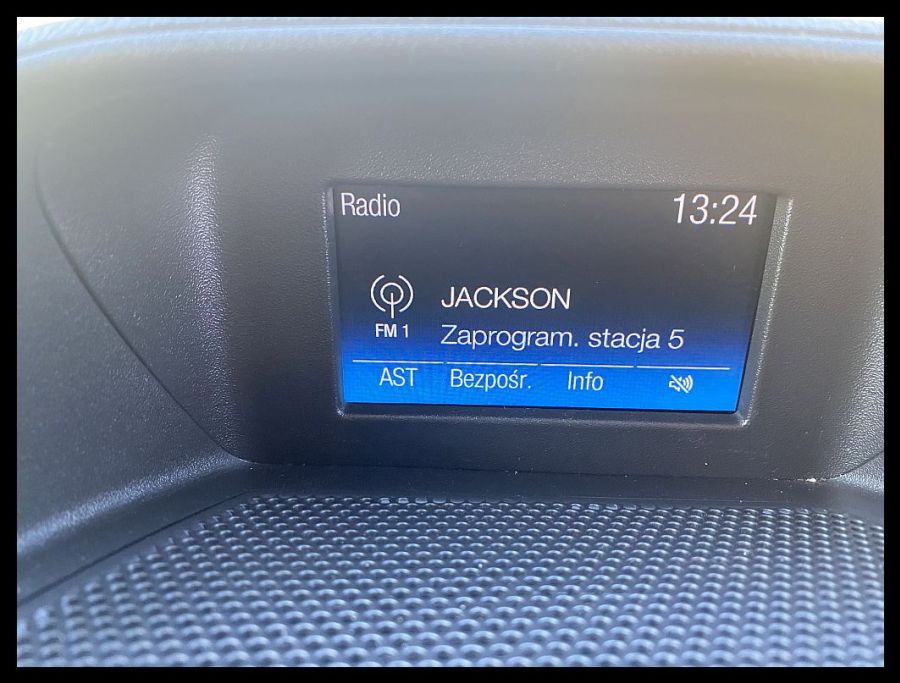 Radio 13:24
JACKSON
FM 1 Zaprogram. stacja 5
AST Bezpośr. Info